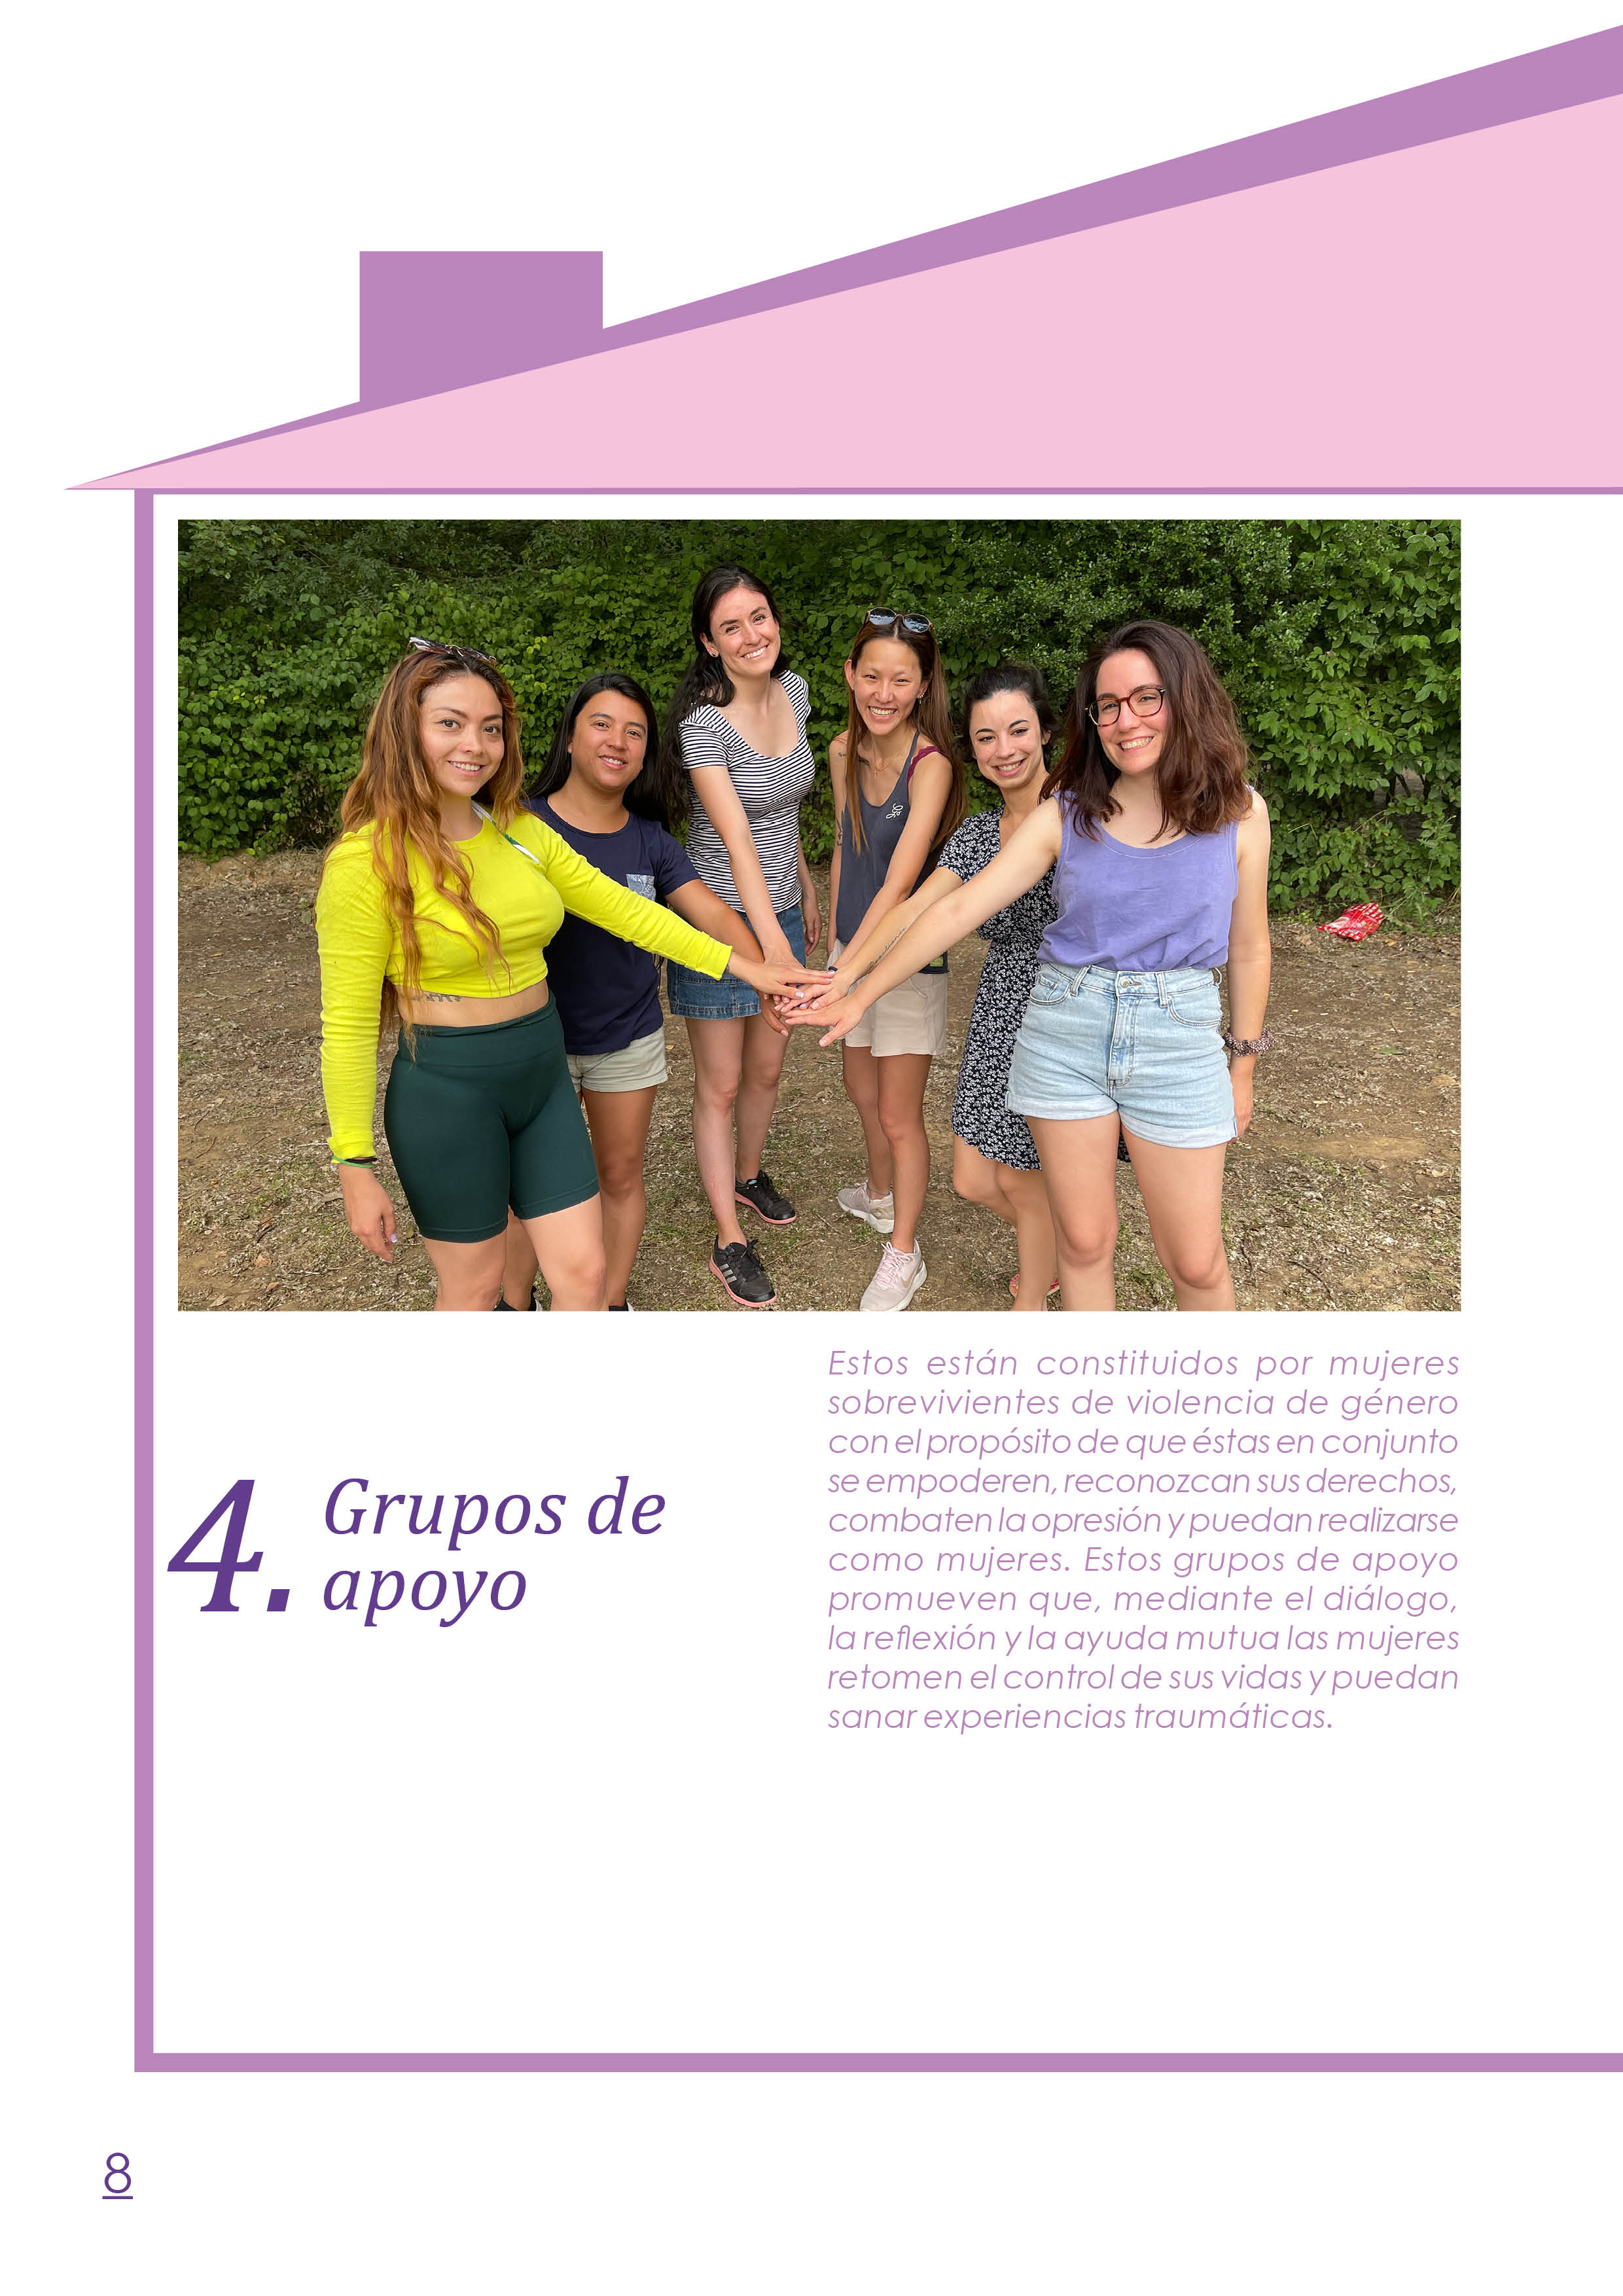 4. Grupos de
apoyo
Estos están constituidos por mujeres
sobrevivientes de violencia de género
con el propósito de que éstas en conjunto
se empoderen, reconozcan sus derechos,
combaten la opresión y puedan realizarse
como mujeres. Estos grupos de apoyo
promueven que, mediante el diálogo,
la reflexión y la ayuda mutua las mujeres
retomen el control de sus vidas y puedan
sanar experiencias traumáticas.
8